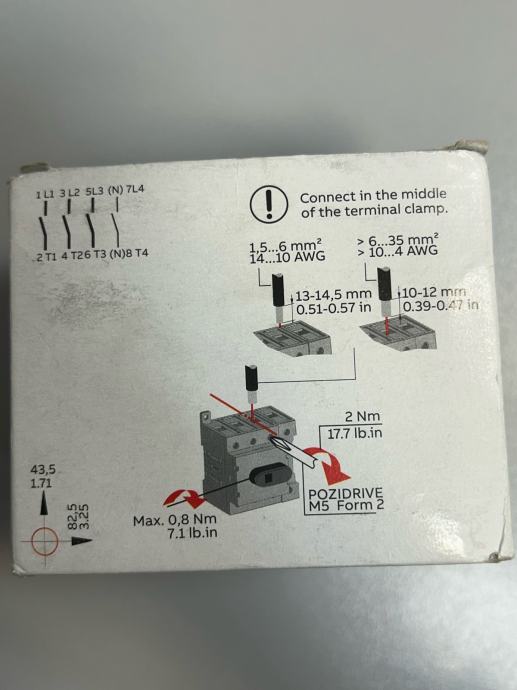 1 L1 3 L2 5L3 (N) 7L4
2 T1 4 T2 6 T3 (N)8 T4
!
Connect in the middle
of the terminal clamp.
1,5...6 mm²
14...10 AWG
13-14,5 mm
0.51-0.57 in
> 6...35 mm²
> 10...4 AWG
10-12 mm
0.39-0.47 in
2 Nm
17.7 lb.in
POZIDRIVE
M5 Form 2
Max. 0,8 Nm
7.1 lb.in
43,5
1.71
82,5
3.25